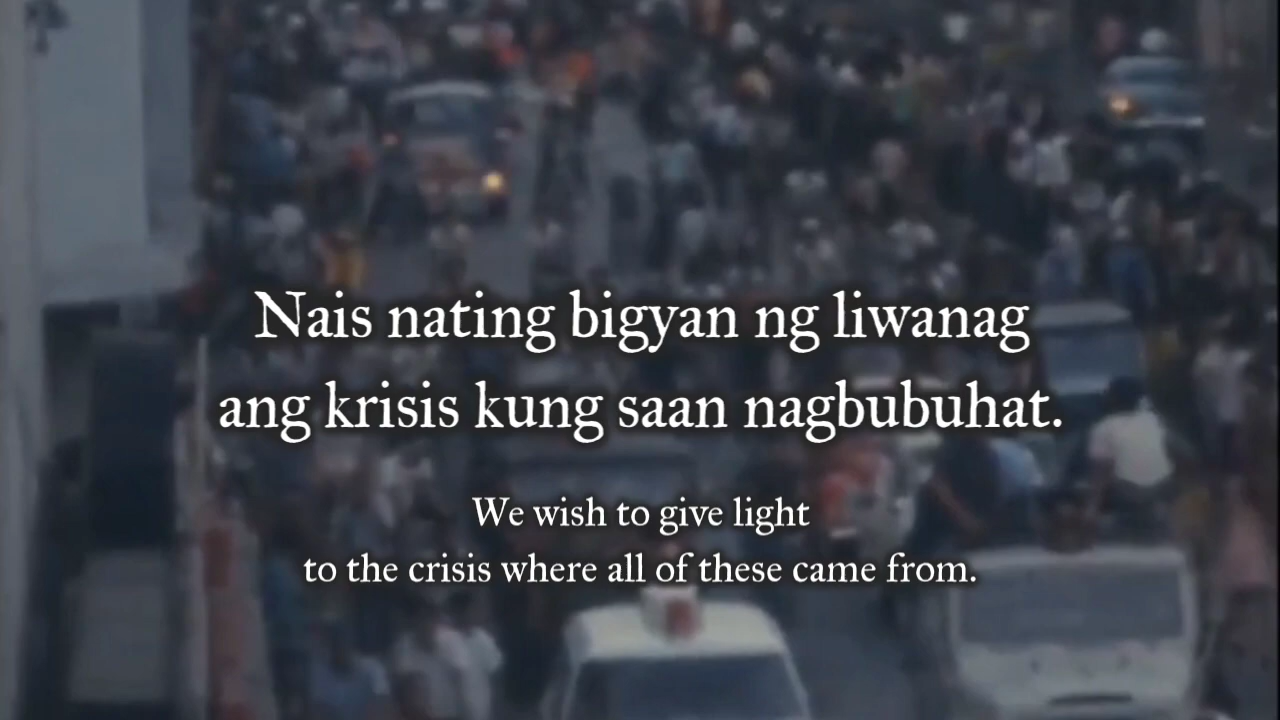 Nais nating bigyan ng liwanag
ang krisis kung saan nagbubuhat.
We wish to give light
to the crisis where all of these came from.